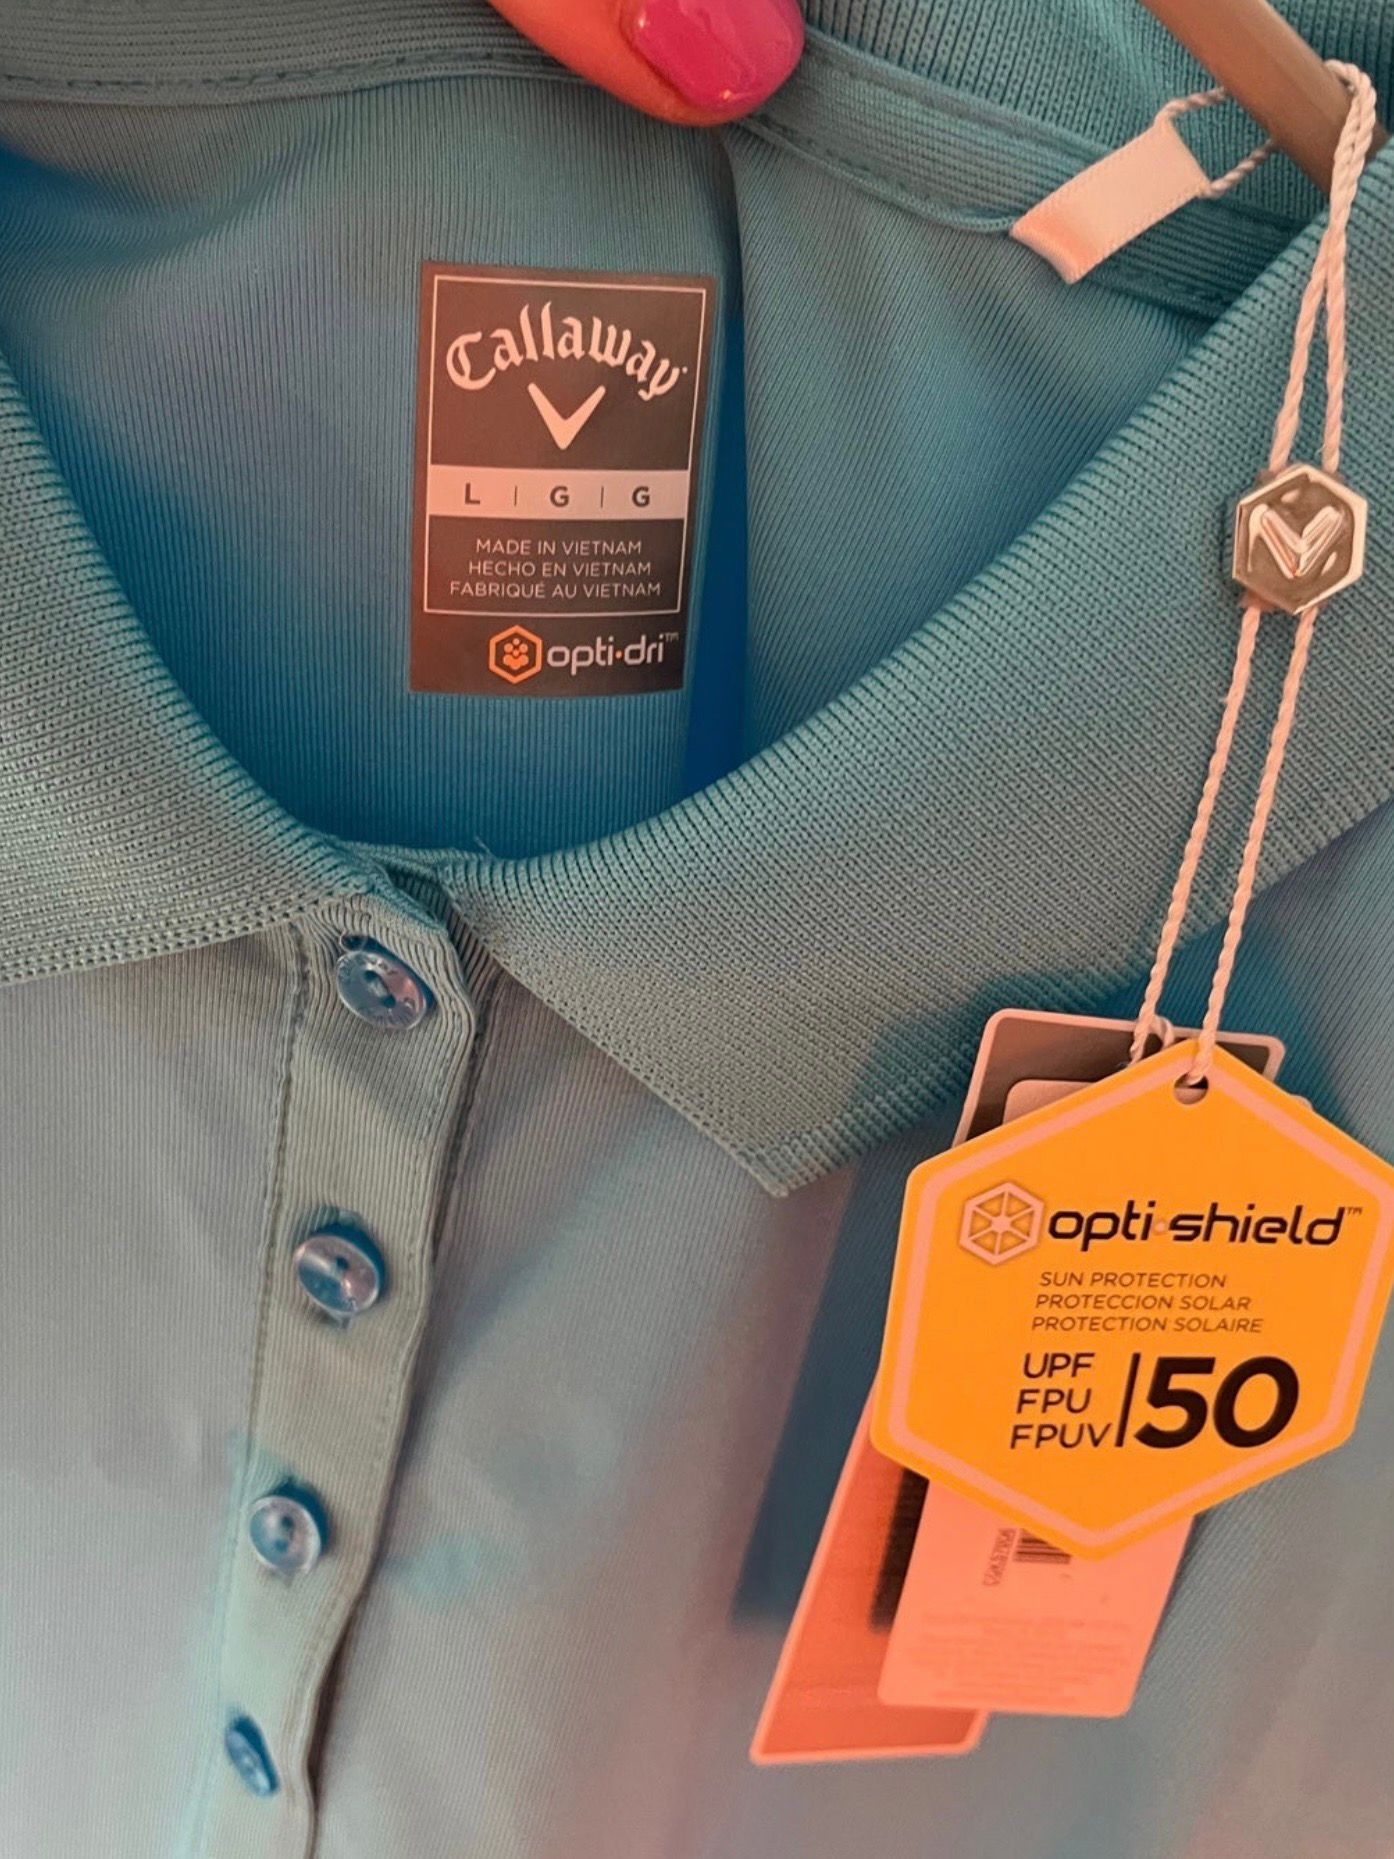 Callaway
L | G | G
MADE IN VIETNAM
HECHO EN VIETNAM
FABRIQUÉ AU VIETNAM
opti·dri™
opti·shield™
SUN PROTECTION
PROTECCION SOLAR
PROTECTION SOLAIRE
UPF
FPU
FPUV
50